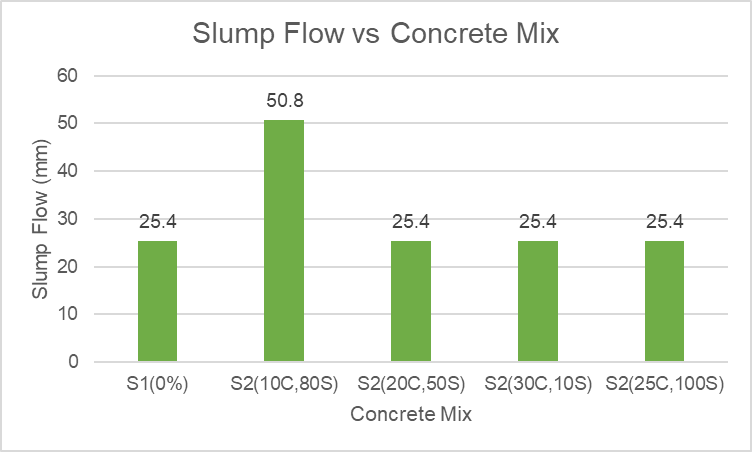 Slump Flow vs Concrete Mix
60
50
40
30
20
10
0
Slump Flow (mm)
25.4
50.8
25.4
25.4
25.4
S1(0%)
S2(10C,80S)
S2(20C,50S)
S2(30C,10S)
S2(25C,100S)
Concrete Mix